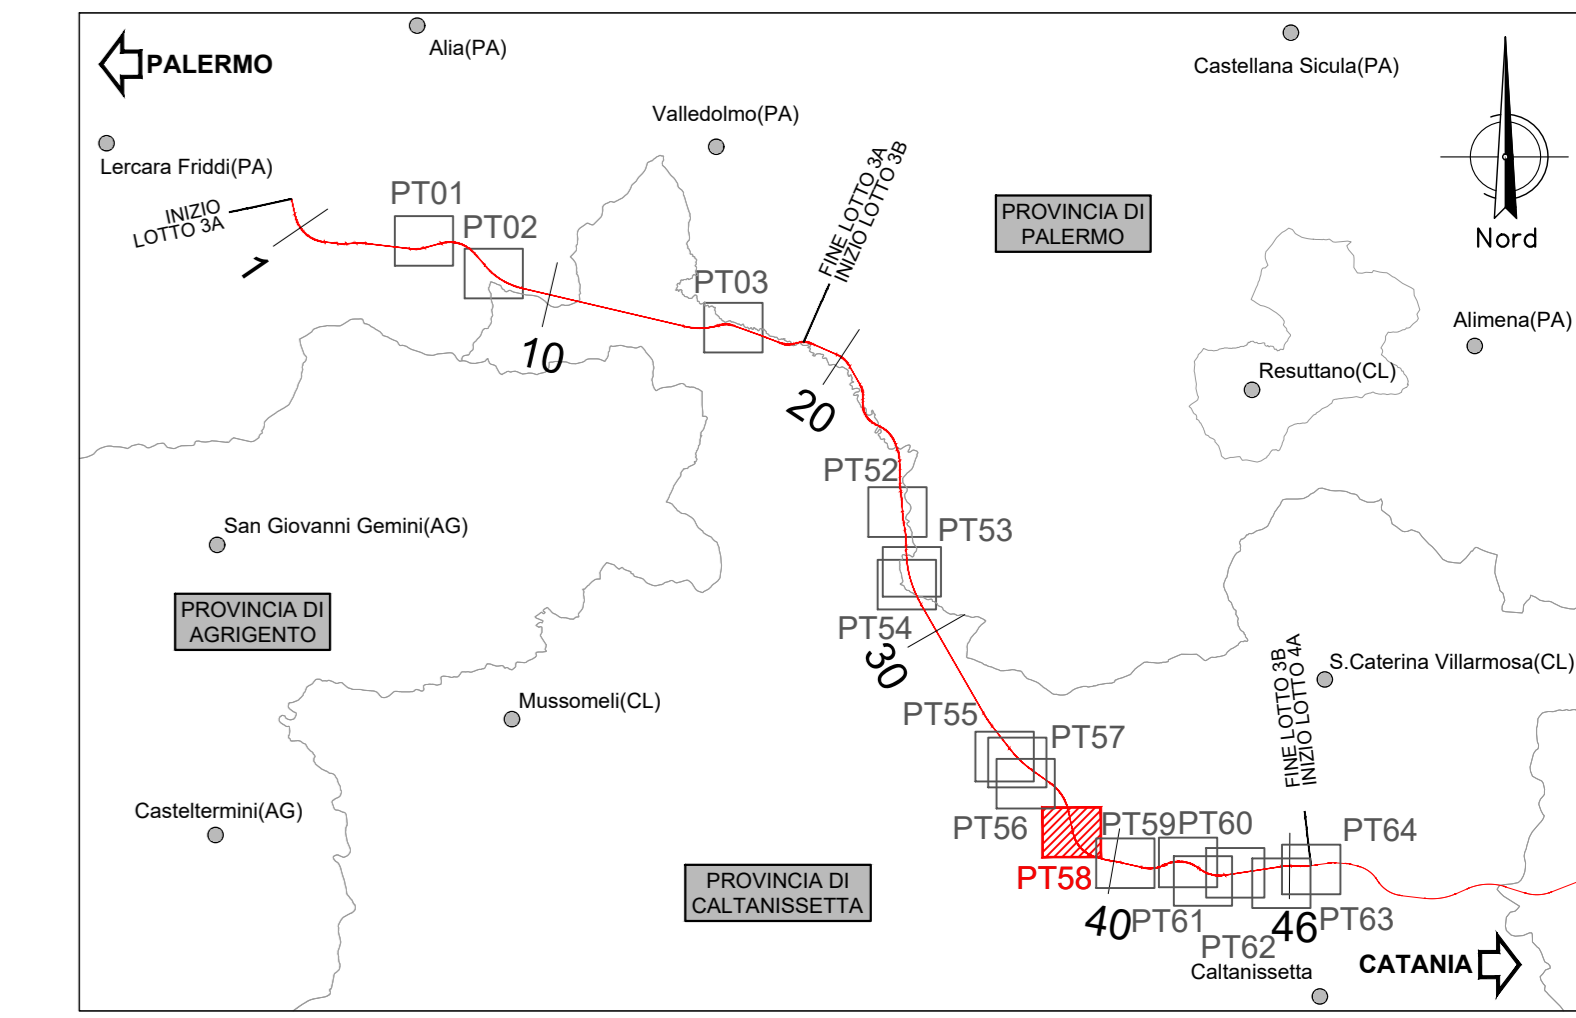 PALERMO
Alia(PA)
Castellana Sicula(PA)
Valledolmo(PA)
Lercara Friddi(PA)
Nord
INIZIO
LOTTO 3A
PT01
PT02
PT03
FINE LOTTO 3A
INIZIO LOTTO 3B
PROVINCIA DI
PALERMO
1
10
20
Alimena(PA)
Resuttano(CL)
PT52
San Giovanni Gemini(AG)
PT53
PROVINCIA DI
AGRIGENTO
PT54
30
Mussomeli(CL)
S.Caterina Villarmosa(CL)
FINE LOTTO 3B
INIZIO LOTTO 4A
PT55
PT57
Casteltermini(AG)
PT56
PT59
PT60
PT64
PT58
PROVINCIA DI
CALTANISSETTA
40
PT61
46
PT63
PT62
Caltanissetta
CATANIA